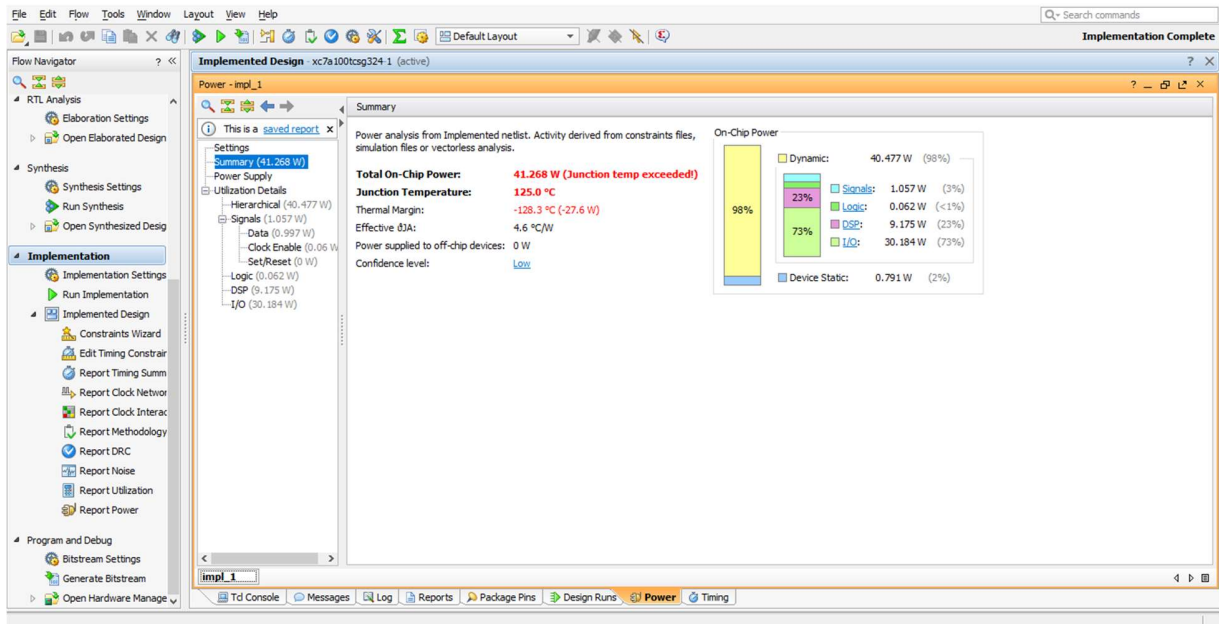 File Edit Flow Tools Window Layout View Help
Q- Search commands
Default Layout
Implementation Complete
Flow Navigator ? «
RTL Analysis
Elaboration Settings
Open Elaborated Design
Synthesis
Synthesis Settings
Run Synthesis
Open Synthesized Desig
Implementation
Implementation Settings
Run Implementation
Implemented Design
Constraints Wizard
Edit Timing Constrair
Report Timing Summ
Report Clock Networ
Report Clock Interac
Report Methodology
Report DRC
Report Noise
Report Utilization
Report Power
Program and Debug
Bitstream Settings
Generate Bitstream
Open Hardware Manage
Implemented Design - xc7a100tcsg324-1 (active)
Power - impl_1
This is a saved report x
Settings
Summary (41.268 W)
Power Supply
Utilization Details
Hierarchical (40.477 W)
Signals (1.057 W)
Data (0.997 W)
Clock Enable (0.06 W
Set/Reset (0 W)
Logic (0.062 W)
DSP (9.175 W)
I/O (30.184 W)
Summary
Power analysis from Implemented netlist. Activity derived from constraints files,
simulation files or vectorless analysis.
Total On-Chip Power: 41.268 W (Junction temp exceeded!)
Junction Temperature: 125.0 °C
Thermal Margin: -128.3 °C (-27.6 W)
Effective ϑJA: 4.6 °C/W
Power supplied to off-chip devices: 0 W
Confidence level: Low
On-Chip Power
98%
Dynamic: 40.477 W (98%)
23%
73%
Signals: 1.057 W (3%)
Logic: 0.062 W (<1%)
DSP: 9.175 W (23%)
I/O: 30.184 W (73%)
Device Static: 0.791 W (2%)
impl_1
Tcl Console Messages Log Reports Package Pins Design Runs Power Timing